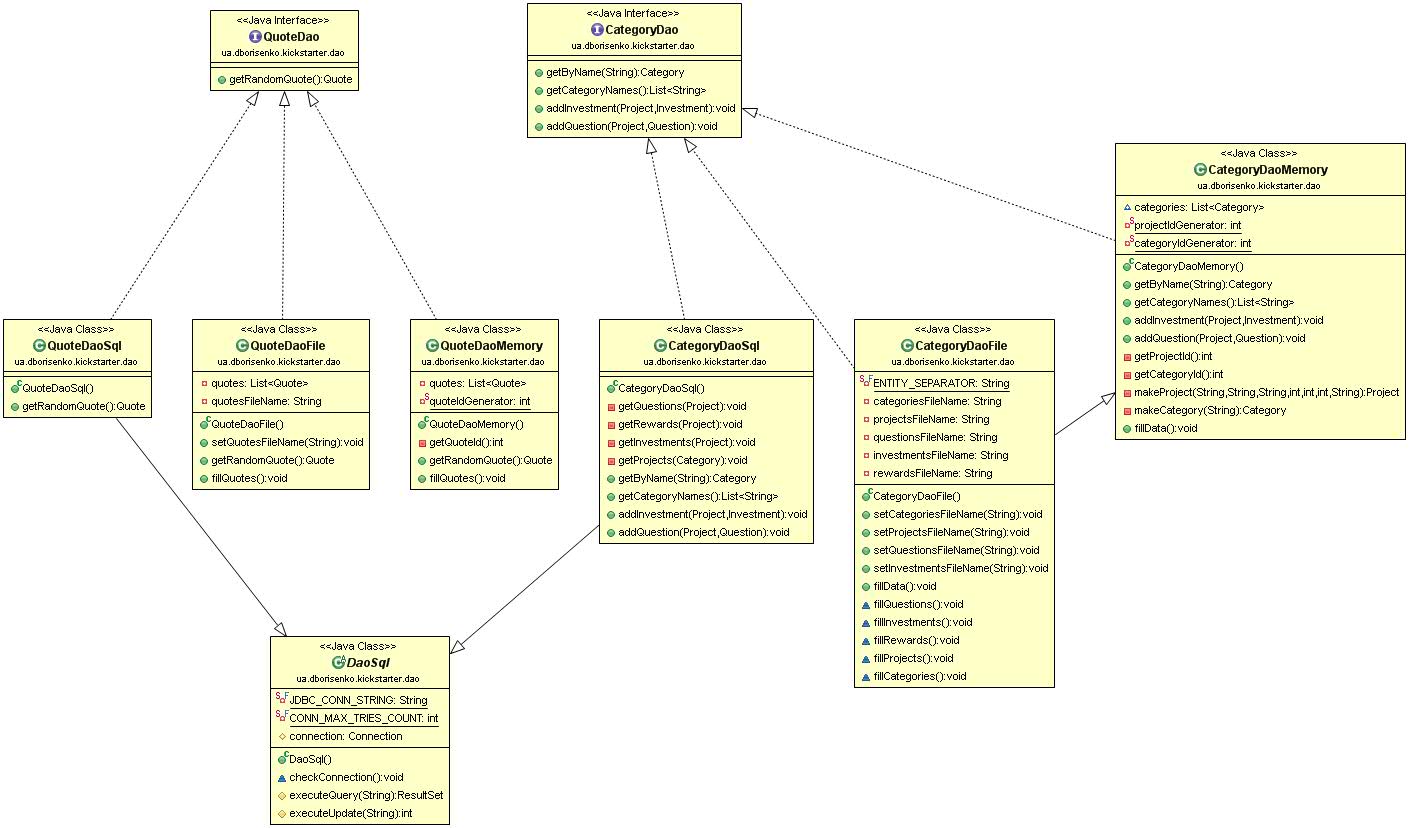 <<Java Interface>>
QuoteDao
ua.dborisenko.kickstarter.dao
getRandomQuote():Quote
<<Java Interface>>
CategoryDao
ua.dborisenko.kickstarter.dao
getByName(String):Category
getCategoryNames():List<String>
addInvestment(Project,Investment):void
addQuestion(Project,Question):void
<<Java Class>>
CategoryDaoMemory
ua.dborisenko.kickstarter.dao
categories: List<Category>
projectIdGenerator: int
categoryIdGenerator: int
CategoryDaoMemory()
getByName(String):Category
getCategoryNames():List<String>
addInvestment(Project,Investment):void
addQuestion(Project,Question):void
getProjectId():int
getCategoryId():int
makeProject(String,String,String,int,int,int,String):Project
makeCategory(String):Category
fillData():void
<<Java Class>>
QuoteDaoSql
ua.dborisenko.kickstarter.dao
QuoteDaoSql()
getRandomQuote():Quote
<<Java Class>>
QuoteDaoFile
ua.dborisenko.kickstarter.dao
quotes: List<Quote>
quotesFileName: String
QuoteDaoFile()
setQuotesFileName(String):void
getRandomQuote():Quote
fillQuotes():void
<<Java Class>>
QuoteDaoMemory
ua.dborisenko.kickstarter.dao
quotes: List<Quote>
quoteIdGenerator: int
QuoteDaoMemory()
getQuoteId():int
getRandomQuote():Quote
fillQuotes():void
<<Java Class>>
CategoryDaoSql
ua.dborisenko.kickstarter.dao
CategoryDaoSql()
getQuestions(Project):void
getRewards(Project):void
getInvestments(Project):void
getProjects(Category):void
getByName(String):Category
getCategoryNames():List<String>
addInvestment(Project,Investment):void
addQuestion(Project,Question):void
<<Java Class>>
CategoryDaoFile
ua.dborisenko.kickstarter.dao
ENTITY_SEPARATOR: String
categoriesFileName: String
projectsFileName: String
questionsFileName: String
investmentsFileName: String
rewardsFileName: String
CategoryDaoFile()
setCategoriesFileName(String):void
setProjectsFileName(String):void
setQuestionsFileName(String):void
setInvestmentsFileName(String):void
fillData():void
fillQuestions():void
fillInvestments():void
fillRewards():void
fillProjects():void
fillCategories():void
<<Java Class>>
DaoSql
ua.dborisenko.kickstarter.dao
JDBC_CONN_STRING: String
CONN_MAX_TRIES_COUNT: int
connection: Connection
DaoSql()
checkConnection():void
executeQuery(String):ResultSet
executeUpdate(String):int